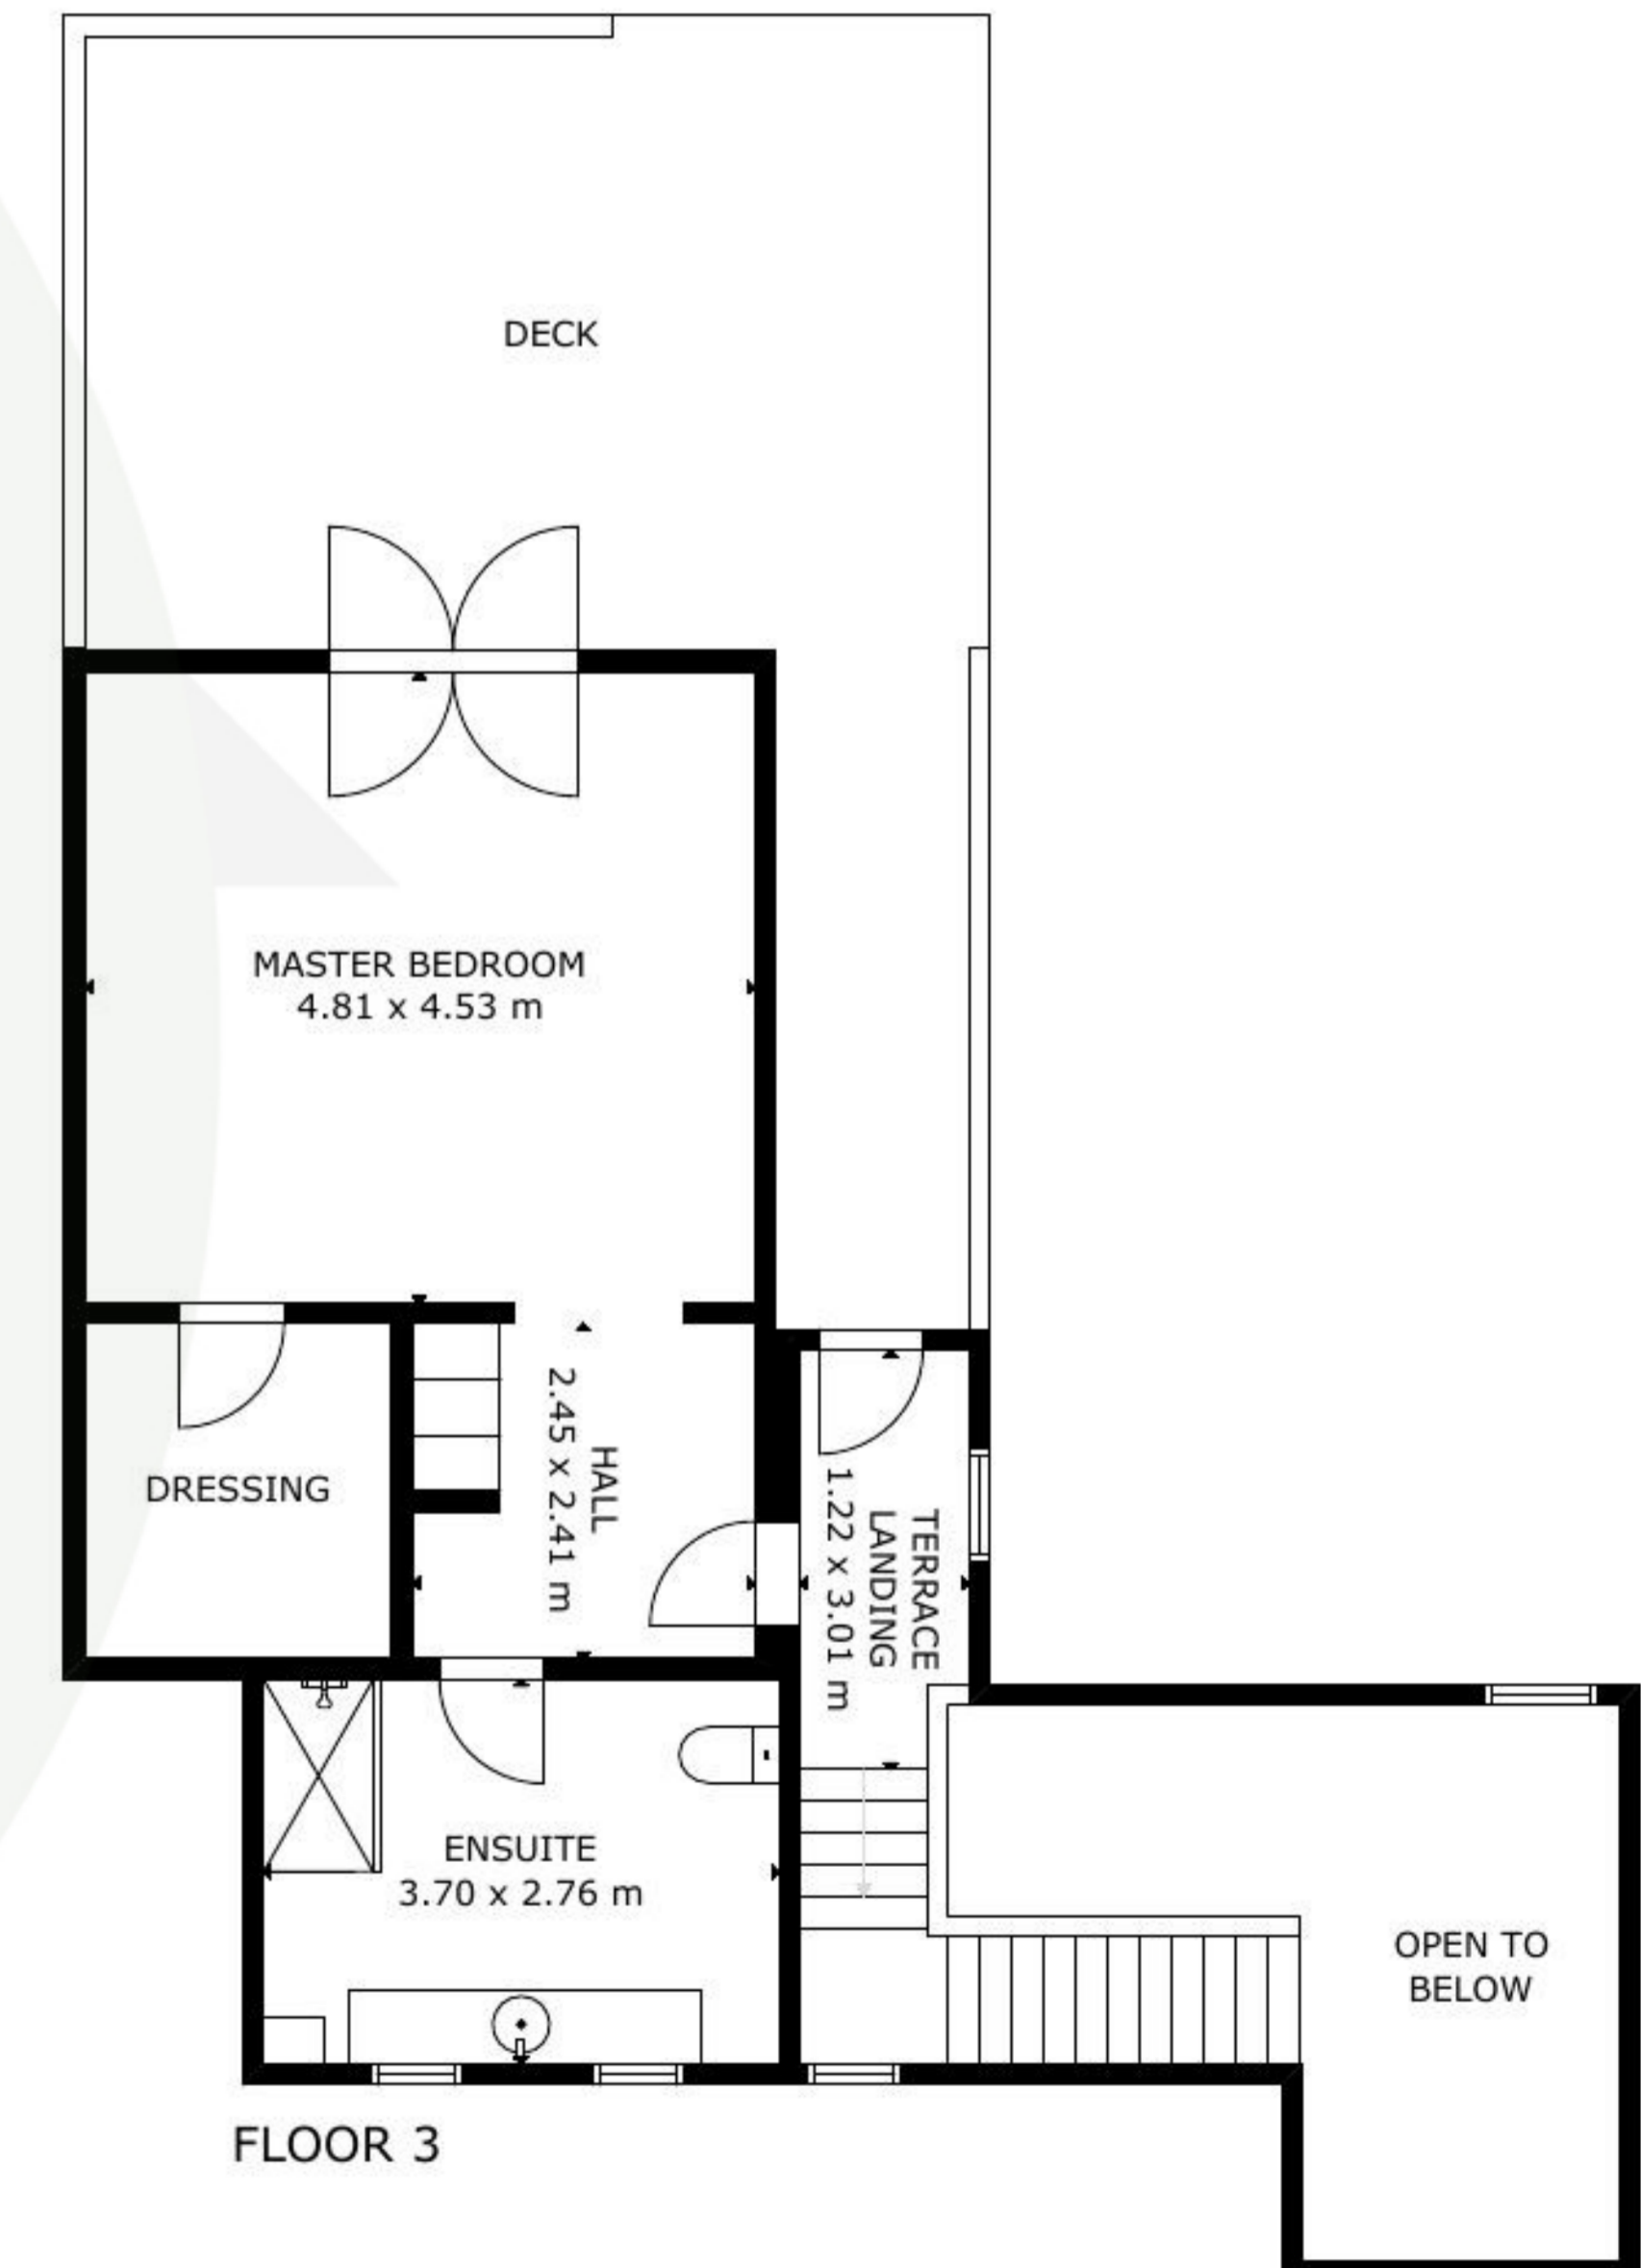 DECK
MASTER BEDROOM
4.81 x 4.53 m
DRESSING
HALL
2.45 x 2.41 m
TERRACE
LANDING
1.22 x 3.01 m
ENSUITE
3.70 x 2.76 m
OPEN TO
BELOW
FLOOR 3